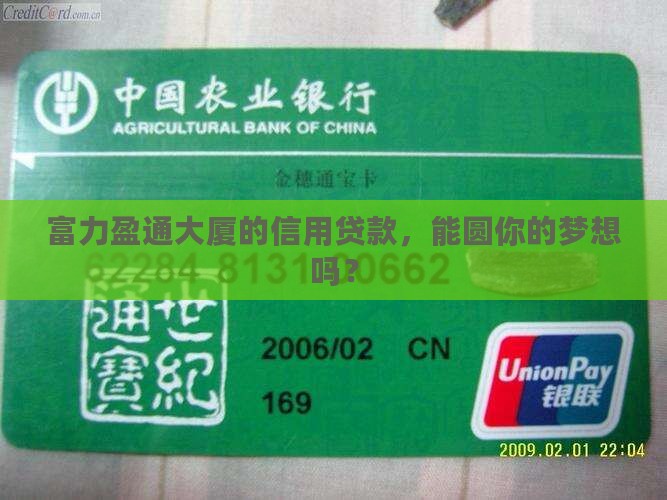 CreditCard.com.cn
中国农业银行
AGRICULTURAL BANK OF CHINA
金穗通宝卡
富力盈通大厦的信用贷款，能圆你的梦想
吗？
世紀
通寶
2006/02 CN
169
UnionPay
银联
2009.02.01 22:04